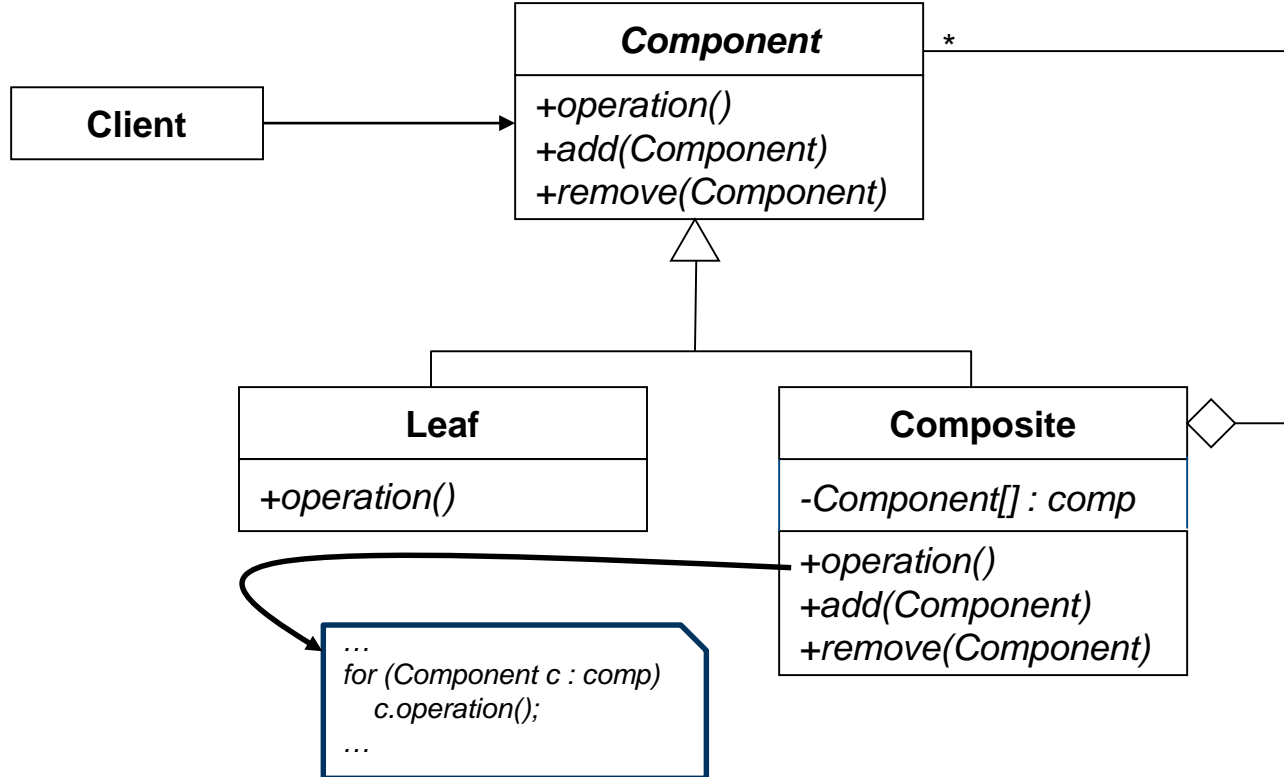 Component
*
+operation()
+add(Component)
+remove(Component)
Client
Leaf
+operation()
Composite
-Component[] : comp
+operation()
+add(Component)
+remove(Component)
…
for (Component c : comp)
c.operation();
…